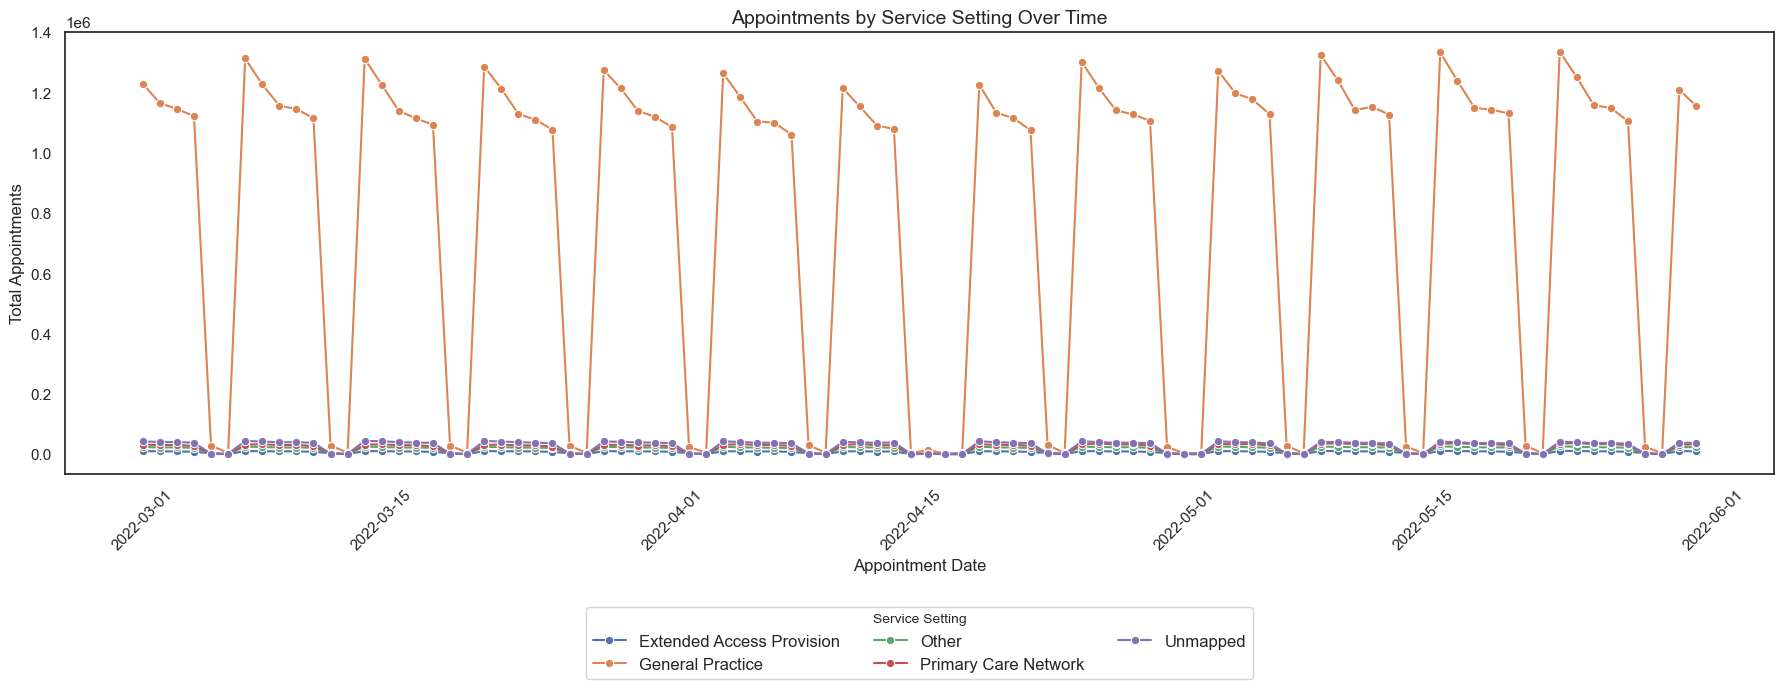 Appointments by Service Setting Over Time
1e6
1.4
1.2
1.0
0.8
0.6
0.4
0.2
0.0
Total Appointments
2022-03-01
2022-03-15
2022-04-01
2022-04-15
2022-05-01
2022-05-15
2022-06-01
Appointment Date
Service Setting
Extended Access Provision
General Practice
Other
Primary Care Network
Unmapped